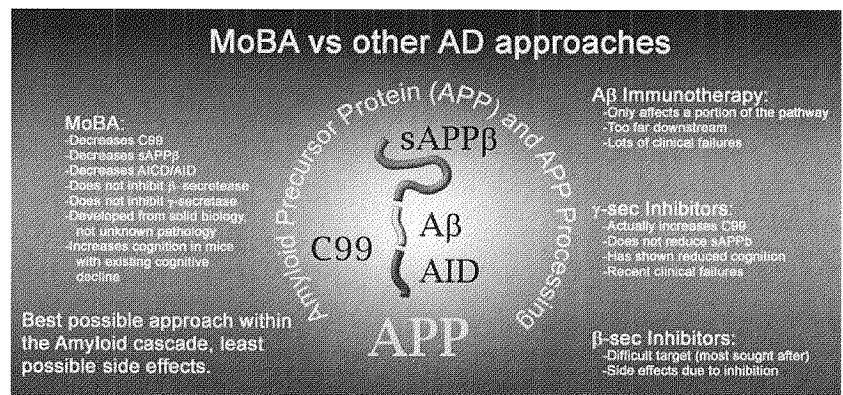 MoBA vs other AD approaches
MoBA:
-Decreases C99
-Decreases sAPPβ
-Decreases AICD/AID
-Does not inhibit β- secretease
-Does not inhibit γ-secretase
-Developed from solid biology,
not unknown pathology
-Increases cognition in mice
with existing cognitive
decline
Best possible approach within
the Amyloid cascade, least
possible side effects.
Amyloid Precursor Protein (APP) and APP Processing
sAPPβ
Aβ
C99
AID
APP
Aβ Immunotherapy:
-Only affects a portion of the pathway
-Too far downstream
-Lots of clinical failures
γ-sec Inhibitors:
-Actually increases C99
-Does not reduce sAPPb
-Has shown reduced cognition
-Recent clinical failures
β-sec Inhibitors:
-Difficult target (most sought after)
-Side effects due to inhibition